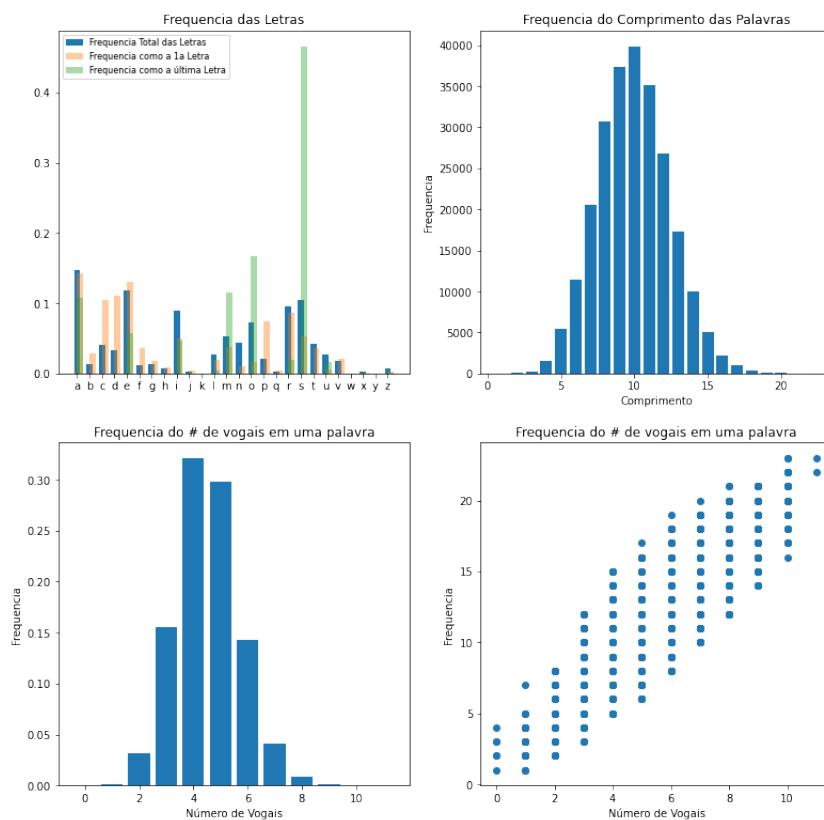 Frequencia das Letras
Frequencia Total das Letras
Frequencia como a 1a Letra
Frequencia como a última Letra
0.4
0.3
0.2
0.1
0.0
a b c d e f g h i j k l m n o p q r s t u v w x y z
Frequencia do Comprimento das Palavras
Frequencia
40000
35000
30000
25000
20000
15000
10000
5000
0
0 5 10 15 20
Comprimento
Frequencia do # de vogais em uma palavra
Frequencia
0.30
0.25
0.20
0.15
0.10
0.05
0.00
0 2 4 6 8 10
Número de Vogais
Frequencia do # de vogais em uma palavra
Frequencia
20
15
10
5
0
0 2 4 6 8 10
Número de Vogais